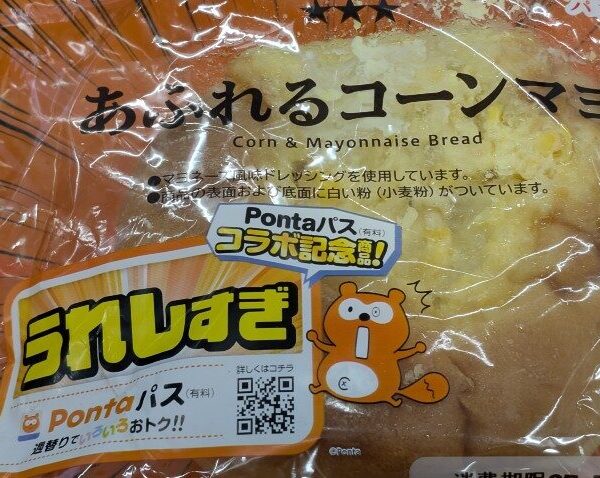 ★★★
あふれるコーンマヨ
Corn & Mayonnaise Bread
●マヨネーズ風味ドレッシングを使用しています。
●商品の表面および底面に白い粉（小麦粉）がついています。
Pontaパス(有料)
コラボ記念商品!
うれしすぎ
詳しくはコチラ
Pontaパス(有料)
週替りでいろいろおトク!!
©Ponta
消費期限